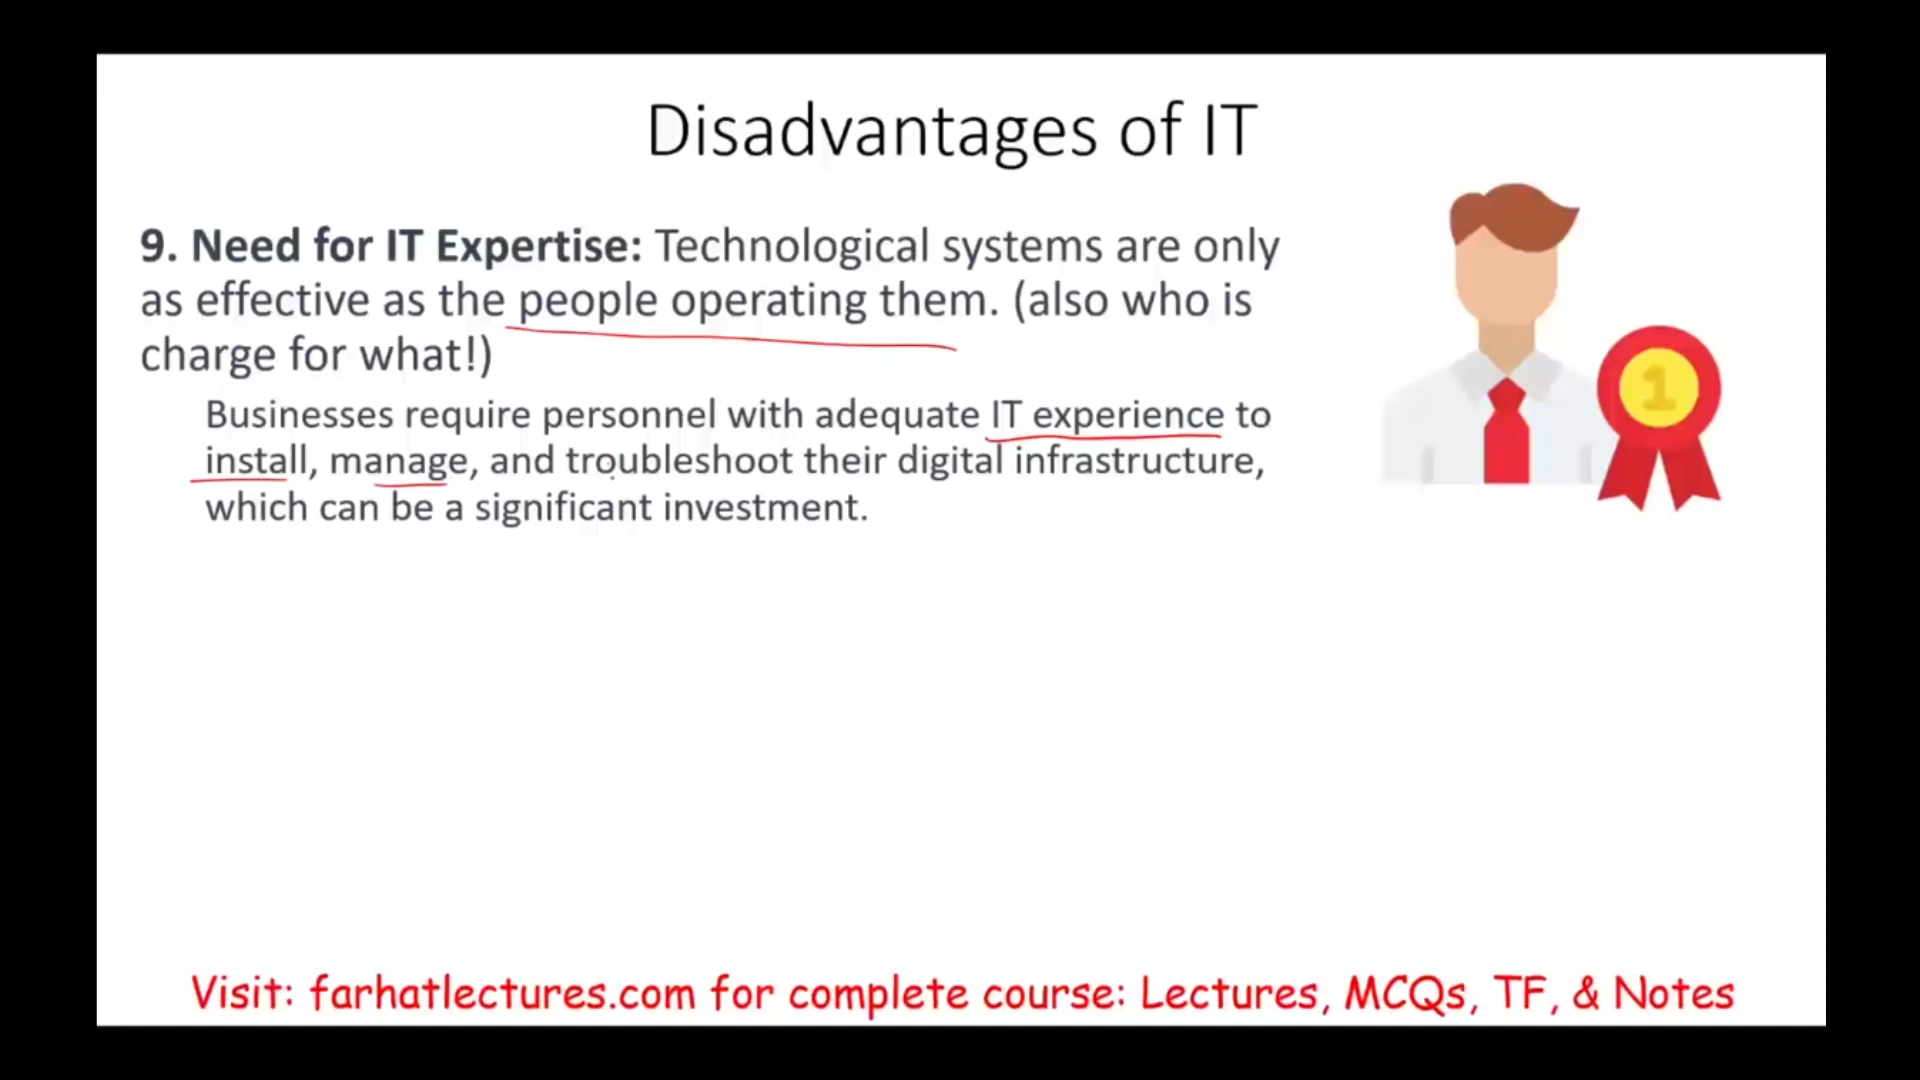 Disadvantages of IT
9. Need for IT Expertise: Technological systems are only
as effective as the people operating them. (also who is
charge for what!)
Businesses require personnel with adequate IT experience to
install, manage, and troubleshoot their digital infrastructure,
which can be a significant investment.
1
Visit: farhatlectures.com for complete course: Lectures, MCQs, TF, & Notes